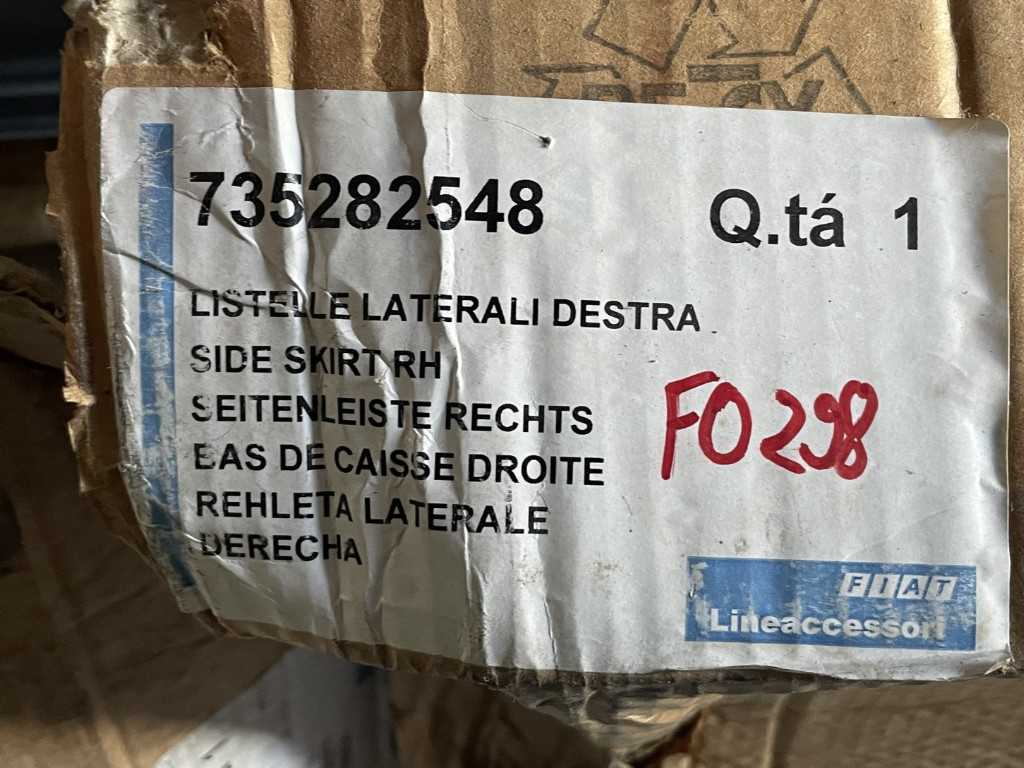 735282548 Q.tá 1
LISTELLE LATERALI DESTRA
SIDE SKIRT RH
SEITENLEISTE RECHTS
BAS DE CAISSE DROITE
REHLETA LATERALE
DERECHA
FO298
FIAT
Lineaccessori